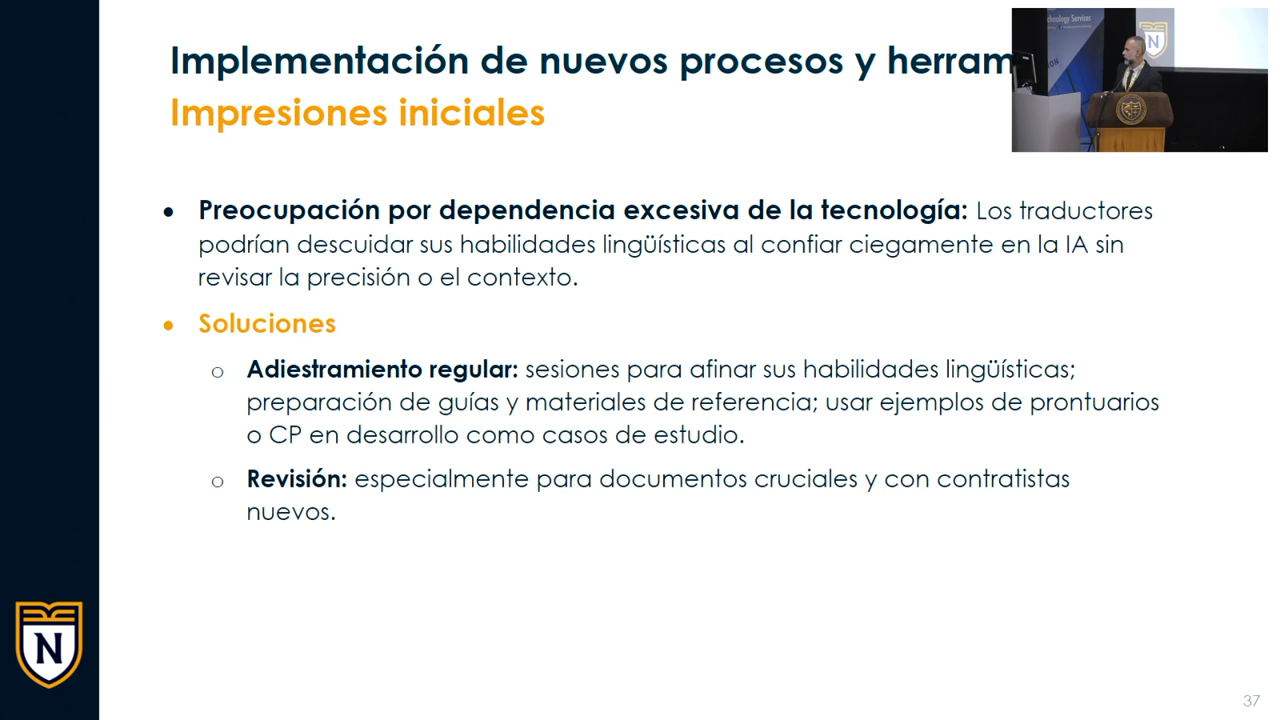 Implementación de nuevos procesos y herram
Impresiones iniciales
• Preocupación por dependencia excesiva de la tecnología: Los traductores
podrían descuidar sus habilidades lingüísticas al confiar ciegamente en la IA sin
revisar la precisión o el contexto.
• Soluciones
o Adiestramiento regular: sesiones para afinar sus habilidades lingüísticas;
preparación de guías y materiales de referencia; usar ejemplos de prontuarios
o CP en desarrollo como casos de estudio.
o Revisión: especialmente para documentos cruciales y con contratistas
nuevos.
N
37
chnology Services
N